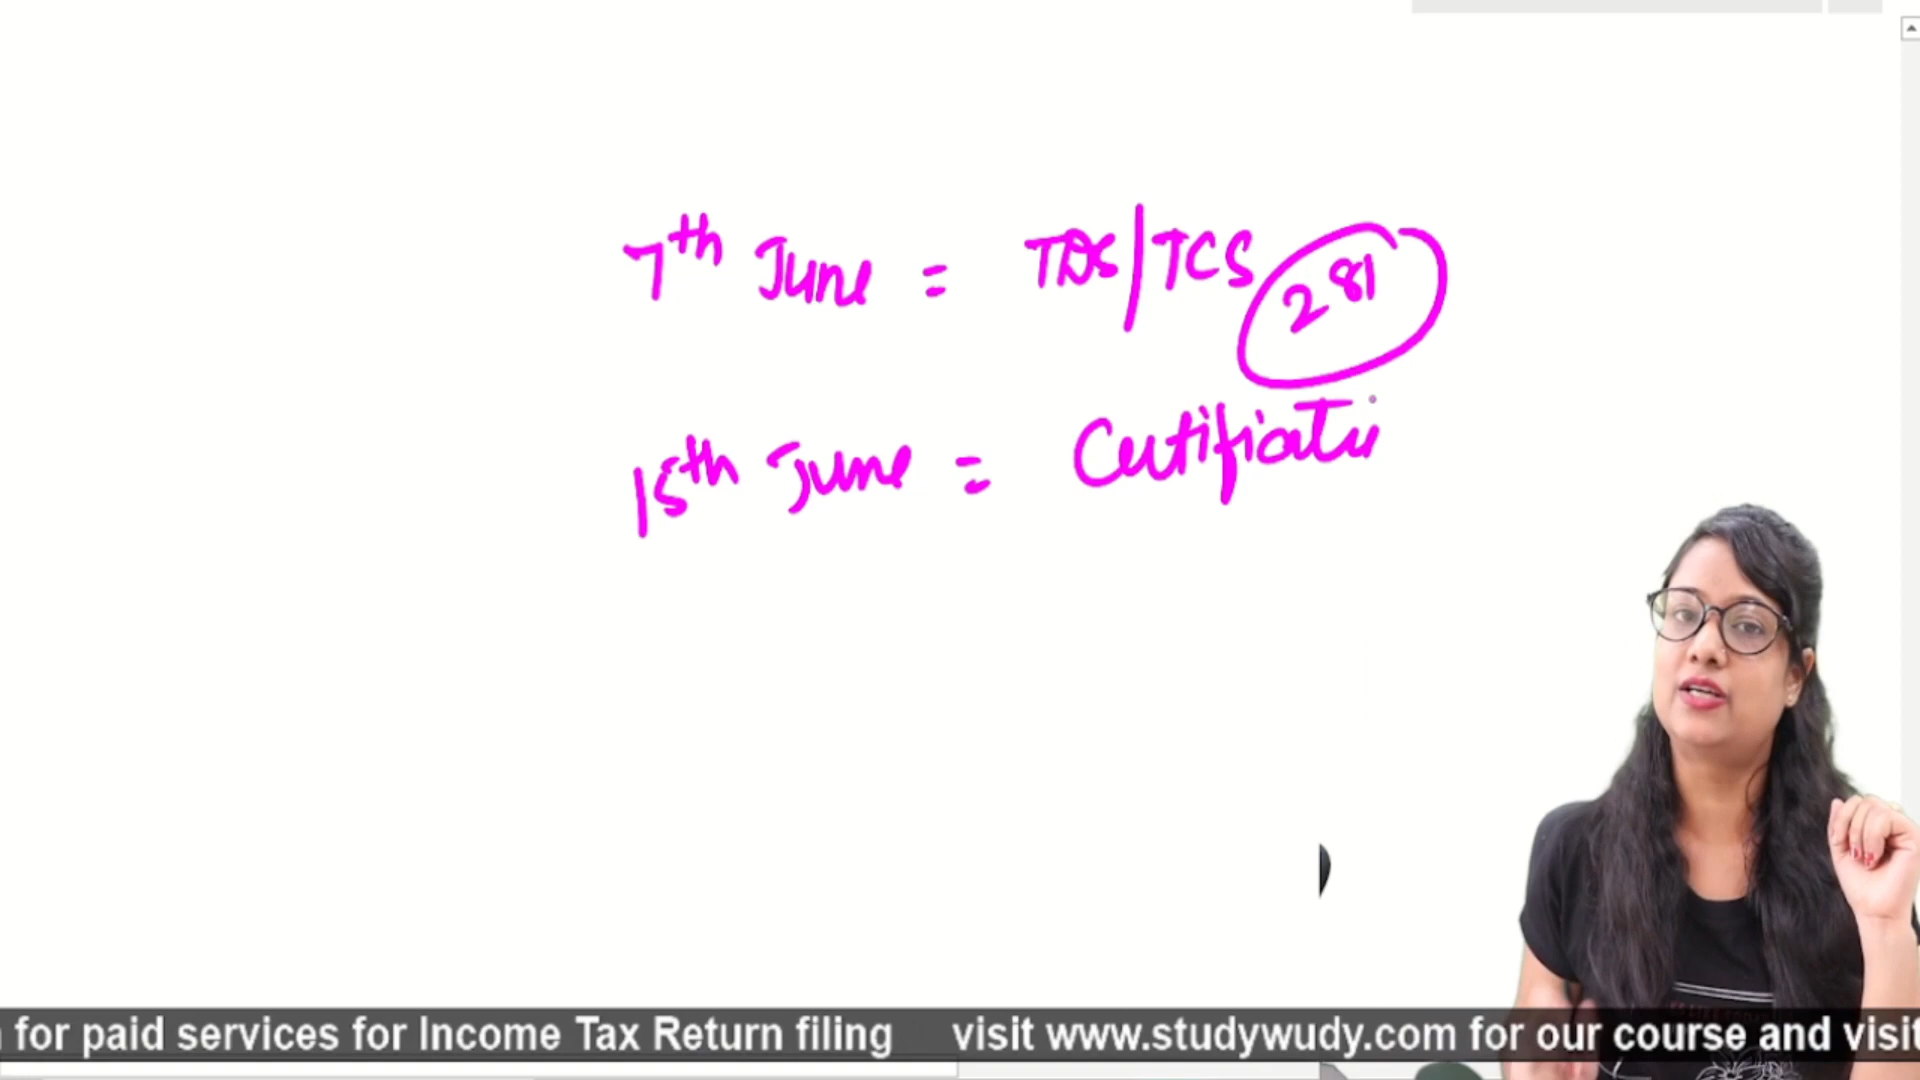 7th June = TDS/TCS 281
15th June = Certificate
for paid services for Income Tax Return filing visit www.studywudy.com for our course and visit